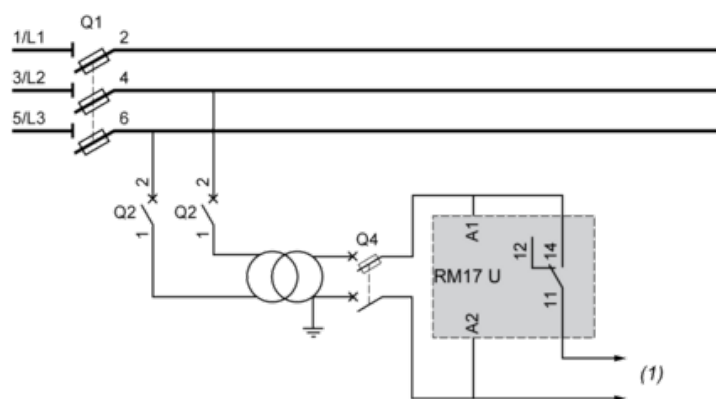 Q1
1/L1 2
3/L2 4
5/L3 6
2 2
Q2 Q2 Q4
1 1
A1
12 14
RM17 U
11
A2
(1)